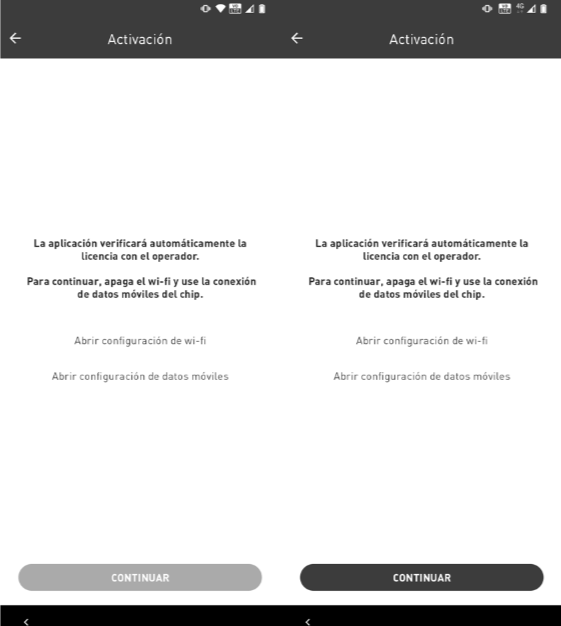 Activación
La aplicación verificará automáticamente la
licencia con el operador.
Para continuar, apaga el wi-fi y use la conexión
de datos móviles del chip.
Abrir configuración de wi-fi
Abrir configuración de datos móviles
CONTINUAR
4G
Activación
La aplicación verificará automáticamente la
licencia con el operador.
Para continuar, apaga el wi-fi y use la conexión
de datos móviles del chip.
Abrir configuración de wi-fi
Abrir configuración de datos móviles
CONTINUAR